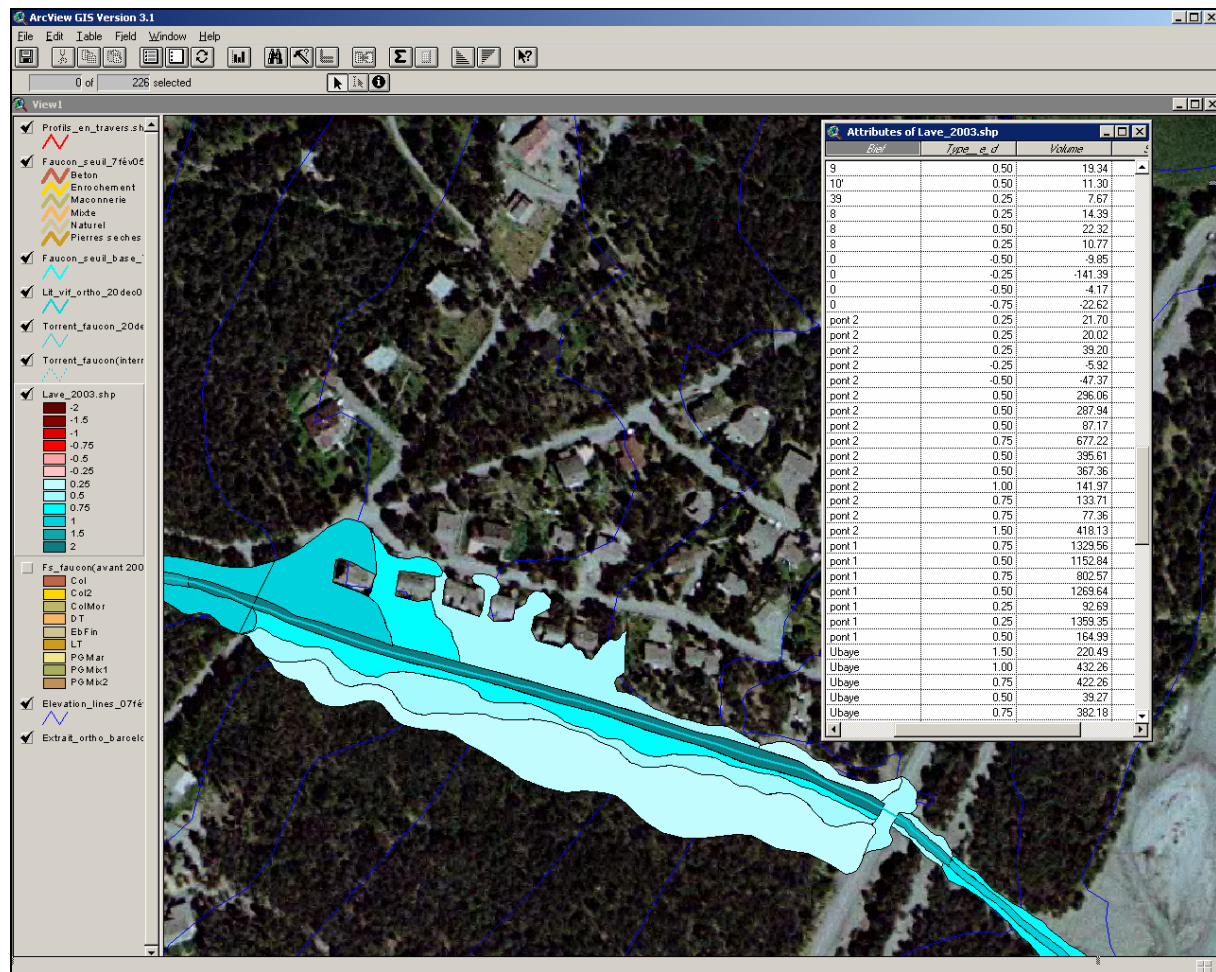 ArcView GIS Version 3.1
File Edit Table Field Window Help
0 of 226 selected
View1
Profils_en_travers.sh
Faucon_seuil_7fév05
Beton
Enrochement
Maconnerie
Mixte
Naturel
Pierres seches
Faucon_seuil_base_
Lit_vif_ortho_20dec0
Torrent_faucon_20de
Torrent_faucon(interr
Lave_2003.shp
-2
-1.5
-1
-0.75
-0.5
-0.25
0.25
0.5
0.75
1
1.5
2
Fs_faucon(avant 200
Col
Col2
ColMor
DT
EbFin
LT
PGMar
PGMix1
PGMix2
Elevation_lines_07fé
Extrait_ortho_barcelo
Attributes of Lave_2003.shp
Bief Type__e_d Volume S
9 0.50 19.34
10' 0.50 11.30
39 0.25 7.67
8 0.25 14.39
8 0.50 22.32
8 0.25 10.77
0 -0.50 -9.85
0 -0.25 -141.39
0 -0.50 -4.17
0 -0.75 -22.62
pont 2 0.25 21.70
pont 2 0.25 20.02
pont 2 0.25 39.20
pont 2 -0.25 -5.92
pont 2 -0.50 -47.37
pont 2 0.50 296.06
pont 2 0.50 287.94
pont 2 0.50 87.17
pont 2 0.75 677.22
pont 2 0.50 395.61
pont 2 0.50 367.36
pont 2 1.00 141.97
pont 2 0.75 133.71
pont 2 0.75 77.36
pont 2 1.50 418.13
pont 1 0.75 1329.56
pont 1 0.50 1152.84
pont 1 0.75 802.57
pont 1 0.50 1269.64
pont 1 0.25 92.69
pont 1 0.25 1359.35
pont 1 0.50 164.99
Ubaye 1.50 220.49
Ubaye 1.00 432.26
Ubaye 0.75 422.26
Ubaye 0.50 39.27
Ubaye 0.75 382.18